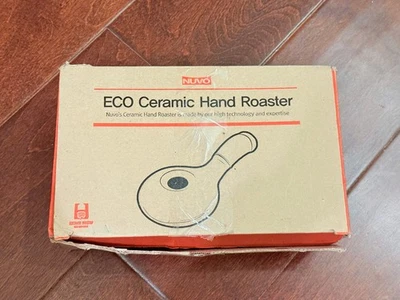 NUVO
ECO Ceramic Hand Roaster
Nuvo's Ceramic Hand Roaster is made by our high technology and expertise